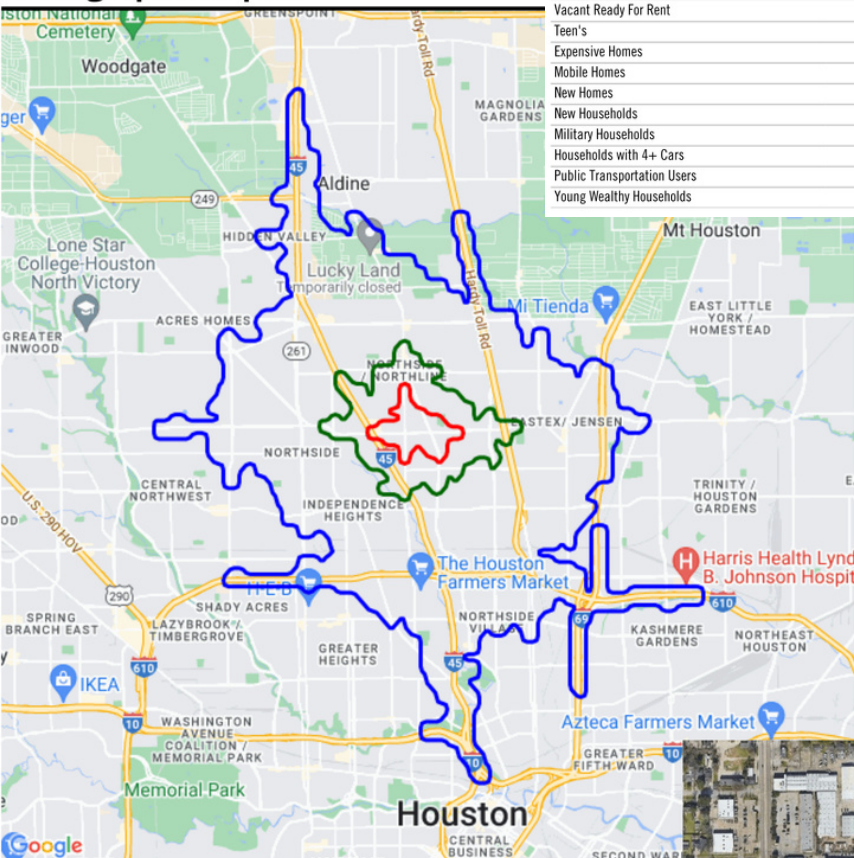 Vacant Ready For Rent
Teen's
Expensive Homes
Mobile Homes
New Homes
New Households
Military Households
Households with 4+ Cars
Public Transportation Users
Young Wealthy Households
GREENSPOINT
Cemetery
Woodgate
ardy Toll Rd
MAGNOLIA
GARDENS
ger
45
249
Aldine
HIDDEN VALLEY
Mt Houston
Lone Star
College-Houston
North Victory
Lucky Land
Temporarily closed
Hardy Toll Rd
Mi Tienda
EAST LITTLE
YORK /
HOMESTEAD
ACRES HOMES
GREATER
INWOOD
261
NORTHSIDE
/ NORTHLINE
EASTEX/ JENSEN
NORTHSIDE
45
CENTRAL
NORTHWEST
INDEPENDENCE
HEIGHTS
TRINITY /
HOUSTON
GARDENS
OD
U.S. 290 HOV
The Houston
Farmers Market
Harris Health Lynd
B. Johnson Hospit
H-E-B
290
SHADY ACRES
610
SPRING
BRANCH EAST
LAZYBROOK /
TIMBERGROVE
NORTHSIDE
VILLAGE
69
KASHMERE
GARDENS
NORTHEAST
HOUSTON
GREATER
HEIGHTS
y
610
45
IKEA
10
WASHINGTON
AVENUE
COALITION /
MEMORIAL PARK
Azteca Farmers Market
10
GREATER
FIFTH WARD
10
Memorial Park
Houston
Google
CENTRAL
BUSINESS
SECOND WARD